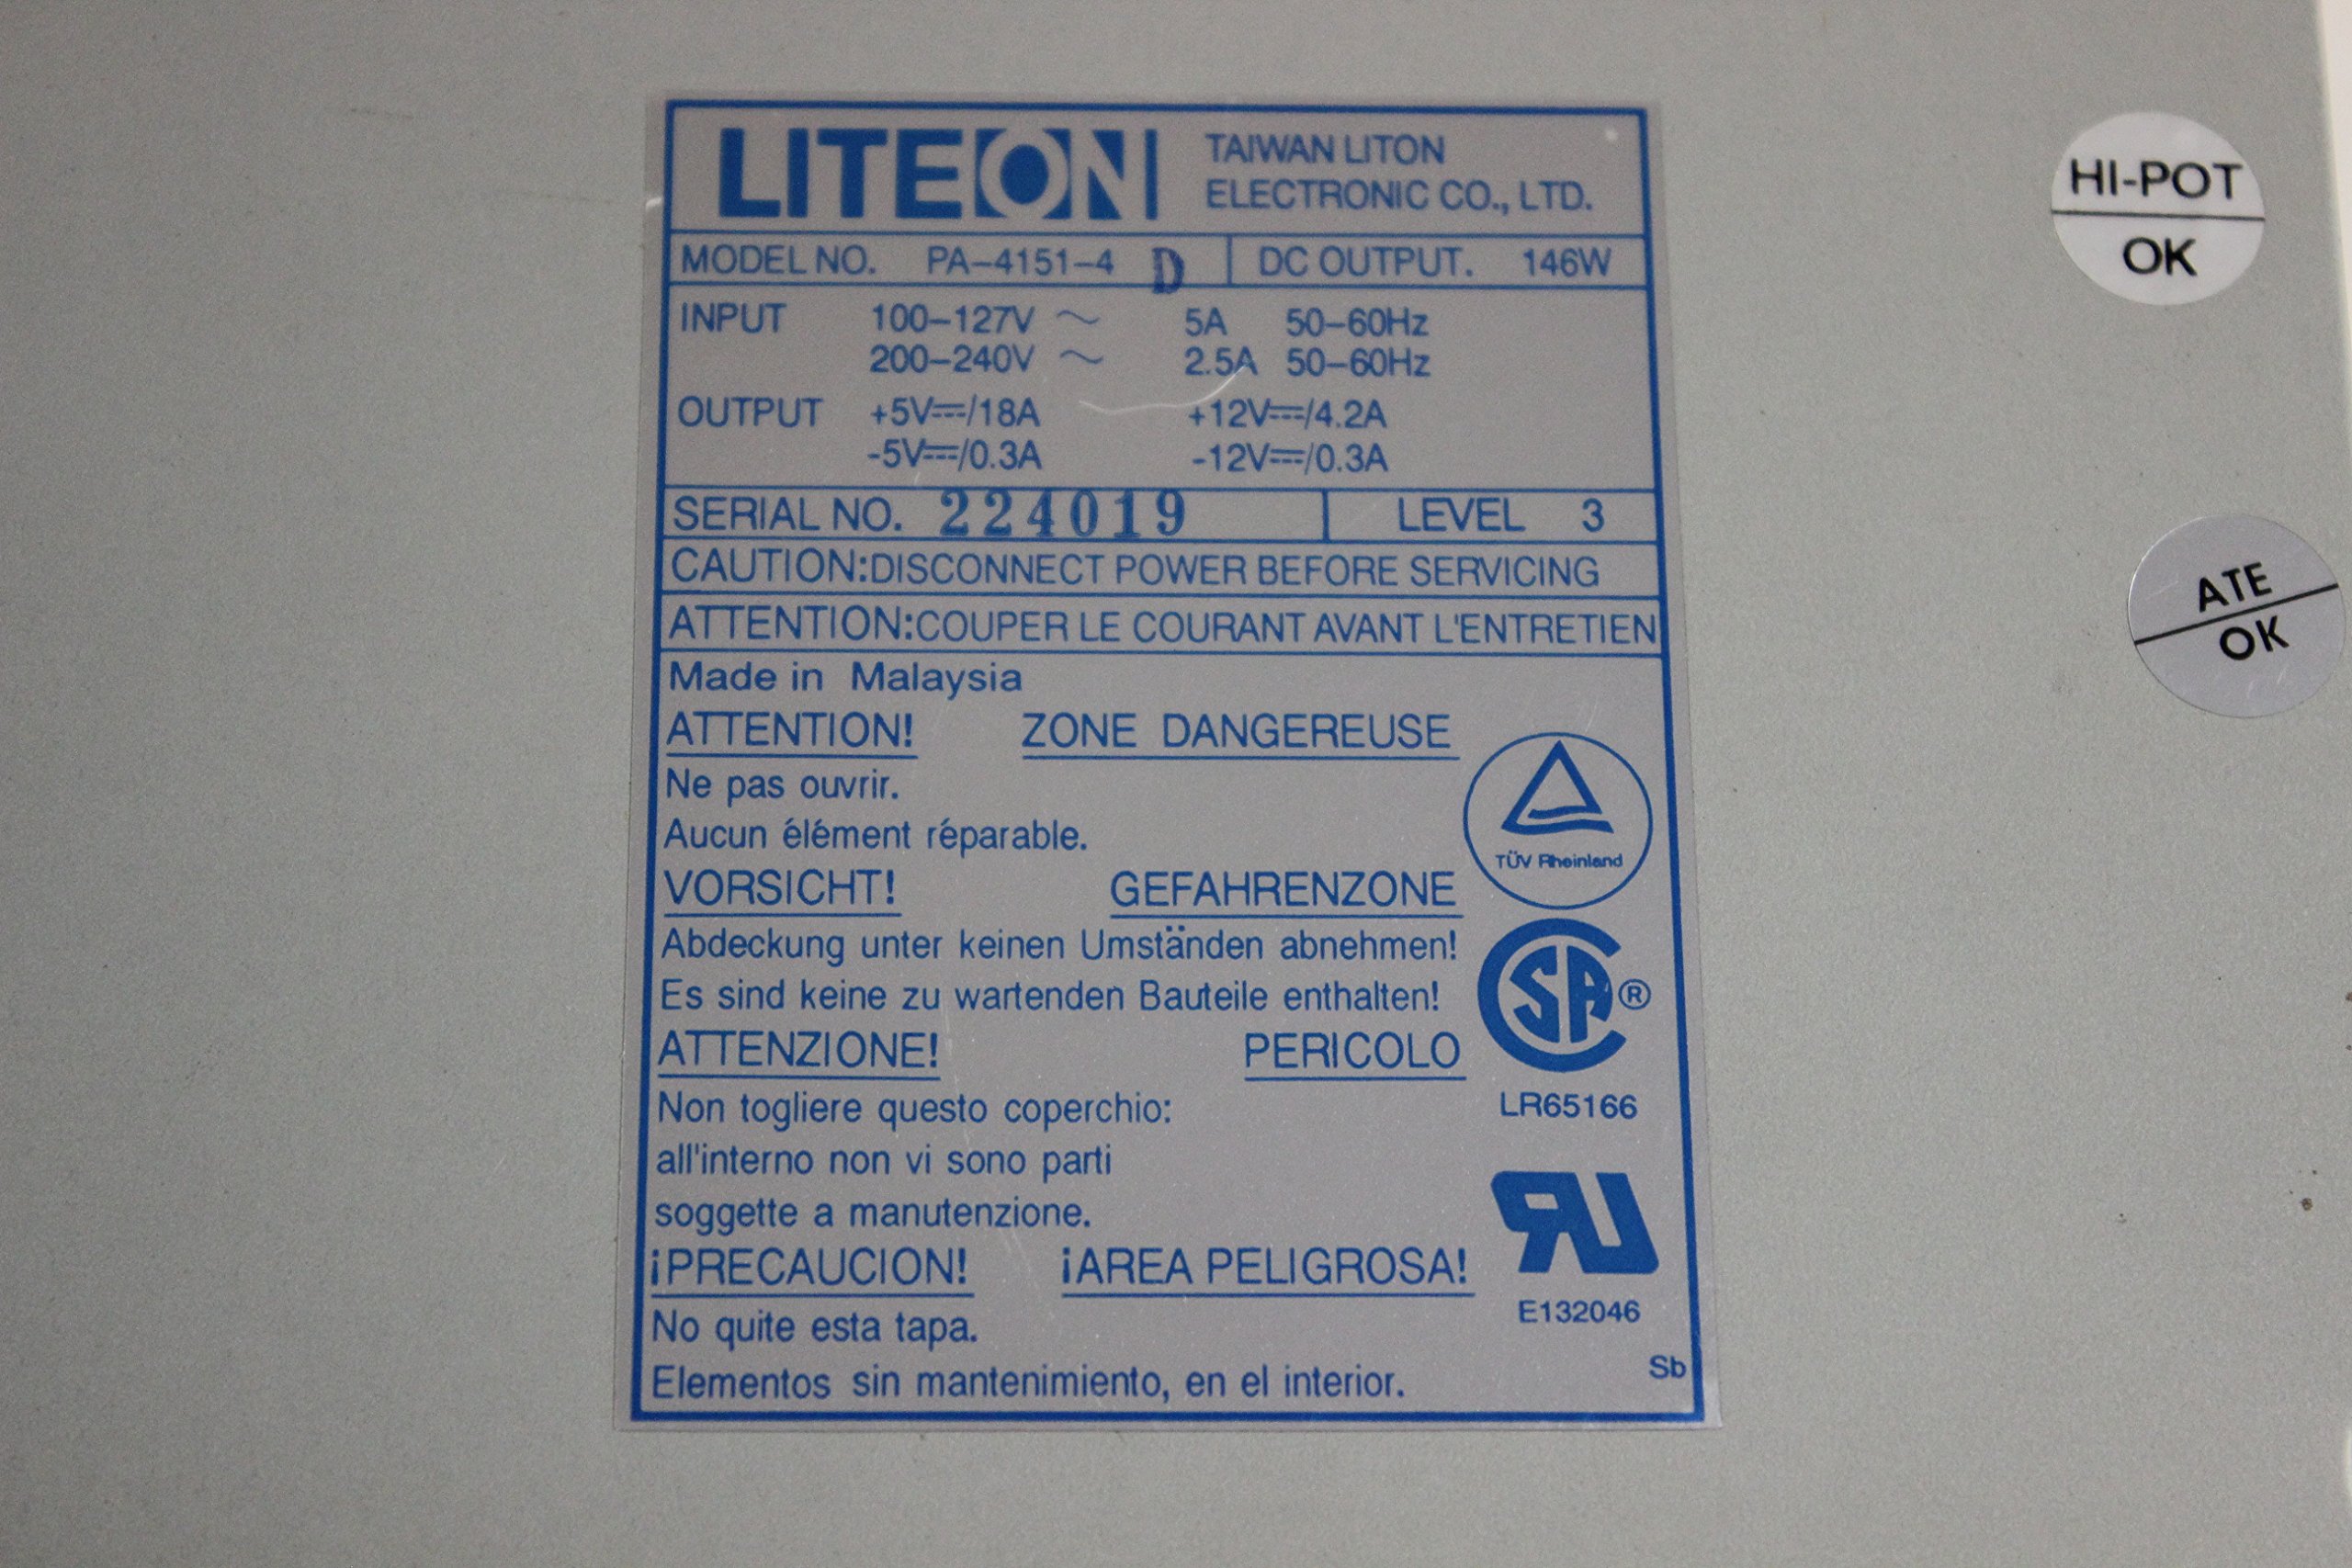 LITEON TAIWAN LITON
ELECTRONIC CO., LTD.
MODEL NO. PA-4151-4 D DC OUTPUT. 146W
INPUT 100-127V ~ 5A 50-60Hz
200-240V ~ 2.5A 50-60Hz
OUTPUT +5V⎓/18A +12V⎓/4.2A
-5V⎓/0.3A -12V⎓/0.3A
SERIAL NO. 224019 LEVEL 3
CAUTION:DISCONNECT POWER BEFORE SERVICING
ATTENTION:COUPER LE COURANT AVANT L'ENTRETIEN
Made in Malaysia
ATTENTION! ZONE DANGEREUSE
Ne pas ouvrir.
Aucun élément réparable.
TÜV Rheinland
VORSICHT! GEFAHRENZONE
Abdeckung unter keinen Umständen abnehmen!
Es sind keine zu wartenden Bauteile enthalten!
CSA ®
ATTENZIONE! PERICOLO
Non togliere questo coperchio:
LR65166
all'interno non vi sono parti
soggette a manutenzione.
RU
¡PRECAUCION! ¡AREA PELIGROSA!
E132046
No quite esta tapa.
Elementos sin mantenimiento, en el interior.
Sb
HI-POT
OK
ATE
OK